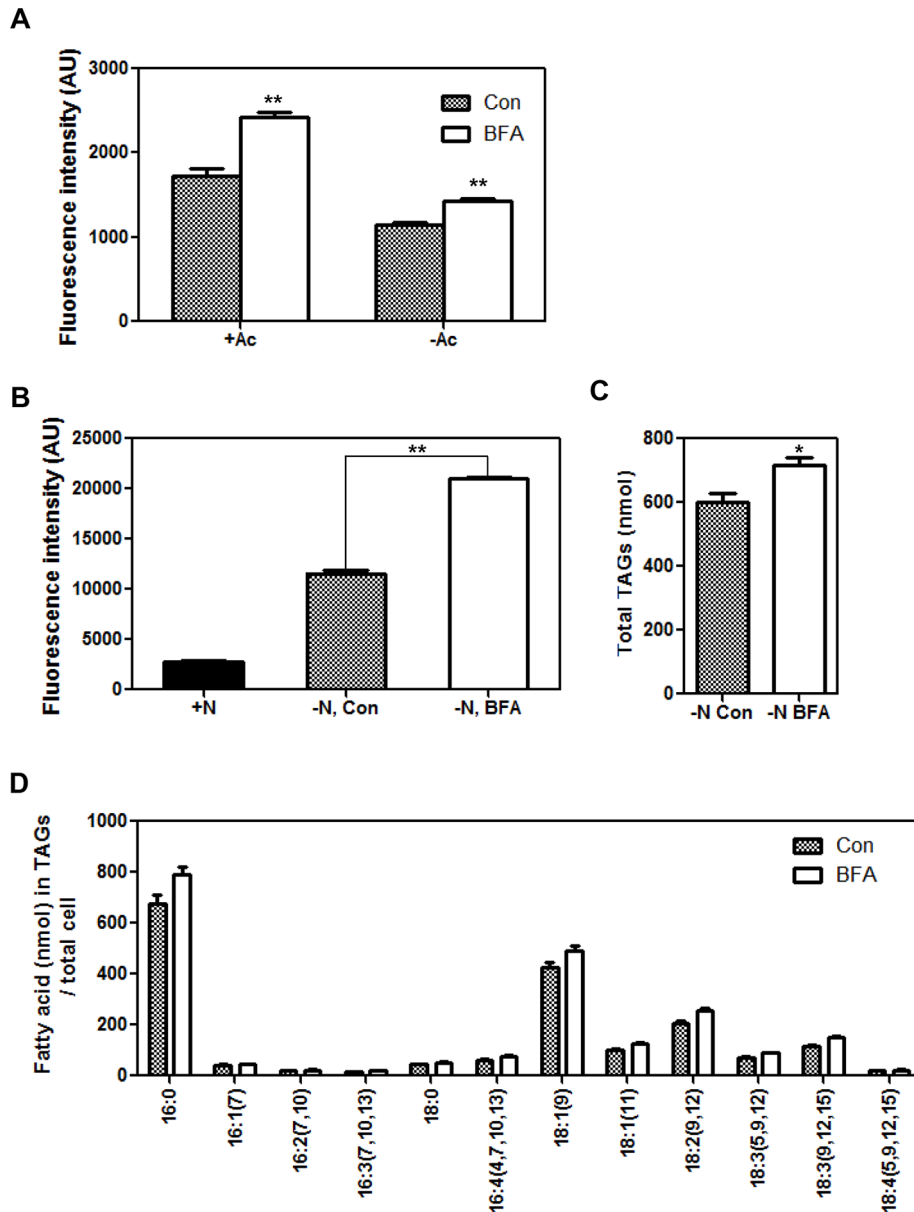 A
Fluorescence intensity (AU)
3000
2000
1000
0
**
**
Con
BFA
+Ac
-Ac
B
Fluorescence intensity (AU)
25000
20000
15000
10000
5000
0
**
+N
-N, Con
-N, BFA
C
Total TAGs (nmol)
800
600
400
200
0
*
-N Con
-N BFA
D
Fatty acid (nmol) in TAGs
/ total cell
1000
800
600
400
200
0
Con
BFA
16:0
16:1(7)
16:2(7,10)
16:3(7,10,13)
18:0
16:4(4,7,10,13)
18:1(9)
18:1(11)
18:2(9,12)
18:3(5,9,12)
18:3(9,12,15)
18:4(5,9,12,15)